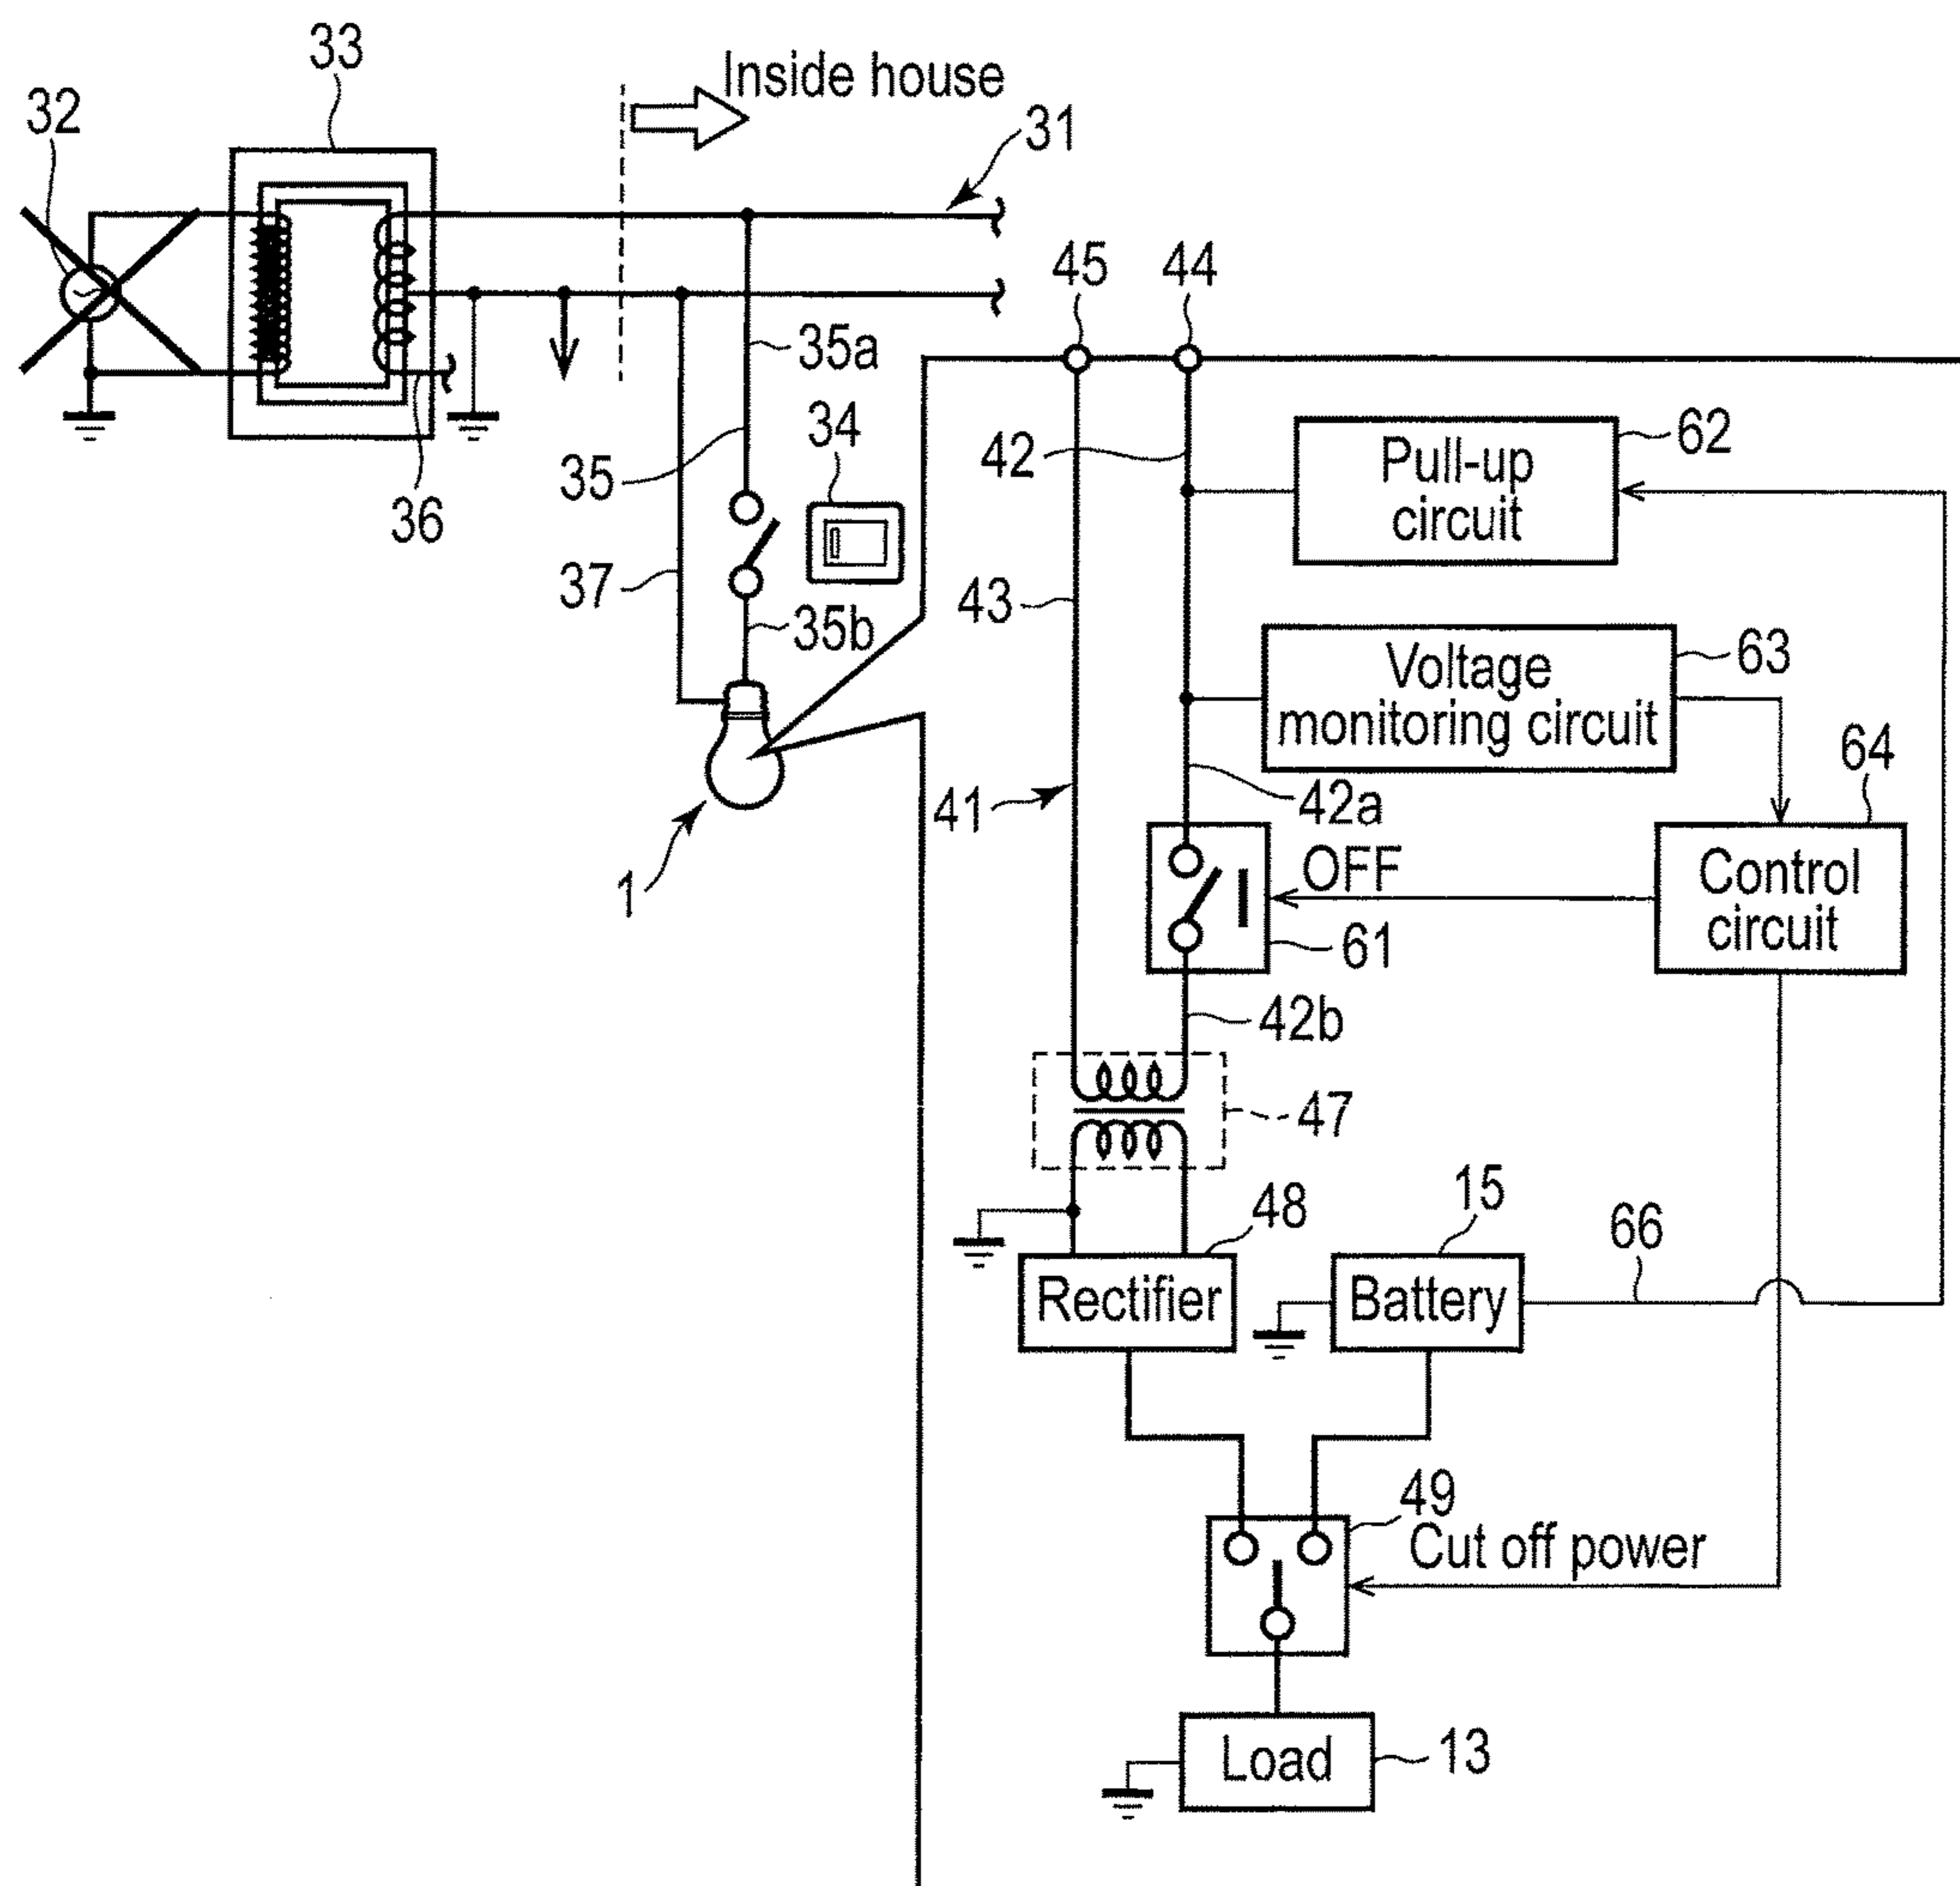 33
32
Inside house
31
45
44
35a
34
42
62
Pull-up
circuit
35
36
37
43
35b
63
Voltage
monitoring circuit
64
41
42a
1
OFF
Control
circuit
61
42b
47
48
15
66
Rectifier
Battery
49
Cut off power
Load
13